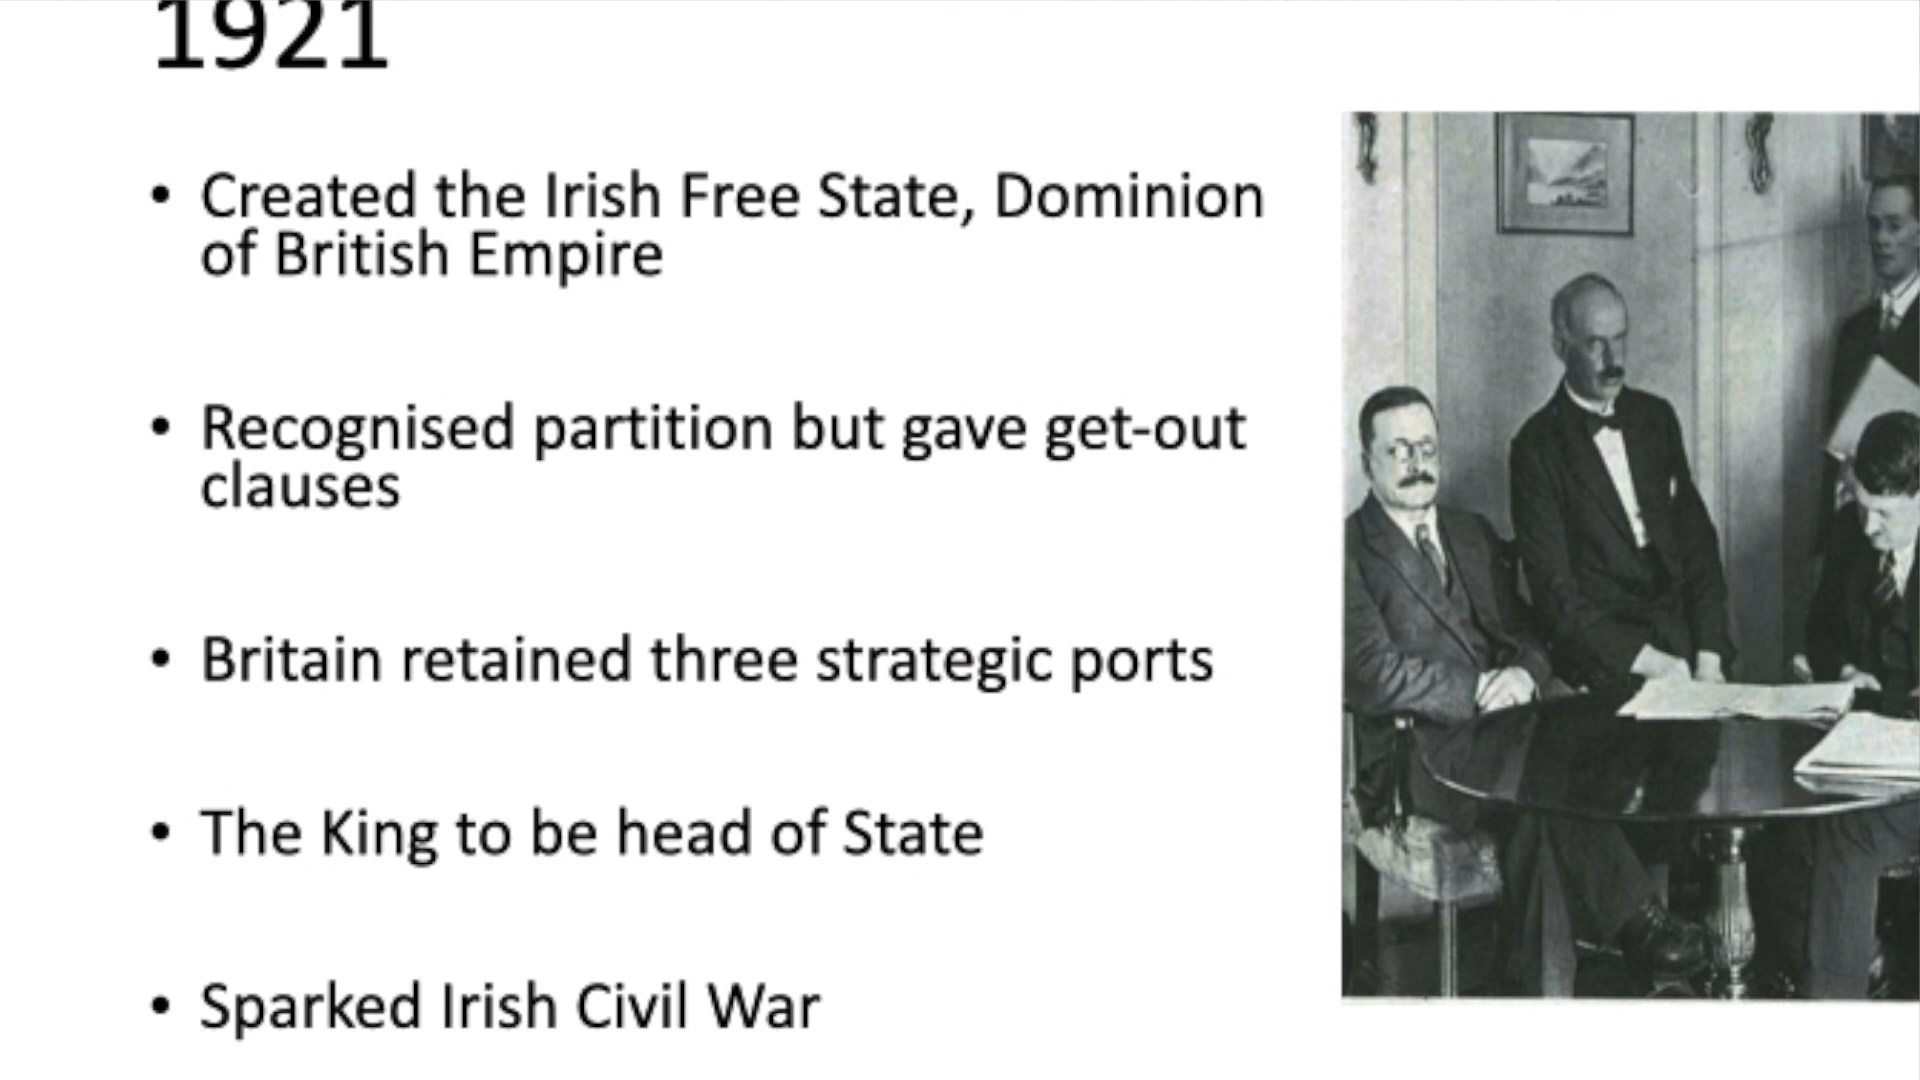 1921
• Created the Irish Free State, Dominion
of British Empire
• Recognised partition but gave get-out
clauses
• Britain retained three strategic ports
• The King to be head of State
• Sparked Irish Civil War